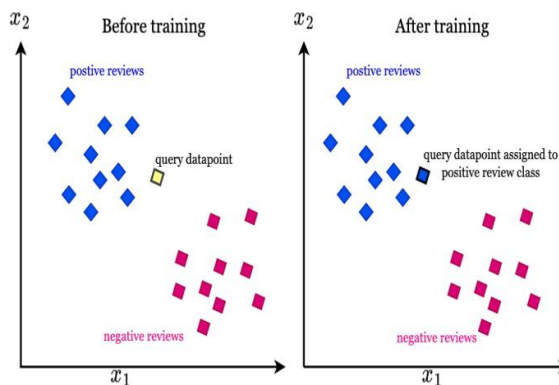 x₂
Before training
postive reviews
query datapoint
negative reviews
x₁
x₂
After training
postive reviews
query datapoint assigned to
positive review class
negative reviews
x₁